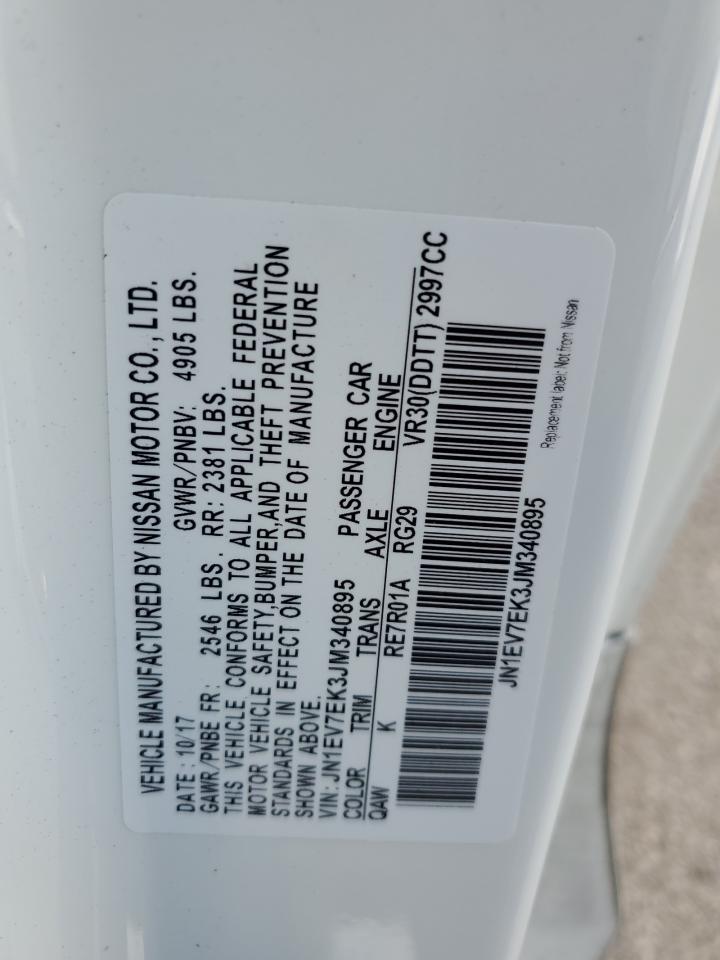 VEHICLE MANUFACTURED BY NISSAN MOTOR CO.,LTD.
DATE : 10/17 GVWR/PNBV: 4905 LBS.
GAWR/PNBE FR: 2546 LBS. RR: 2381 LBS.
THIS VEHICLE CONFORMS TO ALL APPLICABLE FEDERAL
MOTOR VEHICLE SAFETY,BUMPER,AND THEFT PREVENTION
STANDARDS IN EFFECT ON THE DATE OF MANUFACTURE
SHOWN ABOVE.
VIN:JN1EV7EK3JM340895 PASSENGER CAR
COLOR TRIM TRANS AXLE ENGINE
QAW K RE7R01A RG29 VR30(DDTT) 2997CC
JN1EV7EK3JM340895
Replacement label: Not from Nissan